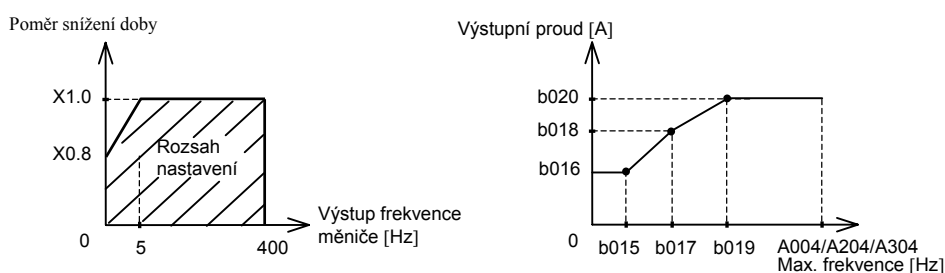 Poměr snížení doby
X1.0
X0.8
Rozsah
nastavení
0
5
400
Výstup frekvence
měniče [Hz]
Výstupní proud [A]
b020
b018
b016
0
b015
b017
b019
A004/A204/A304
Max. frekvence [Hz]